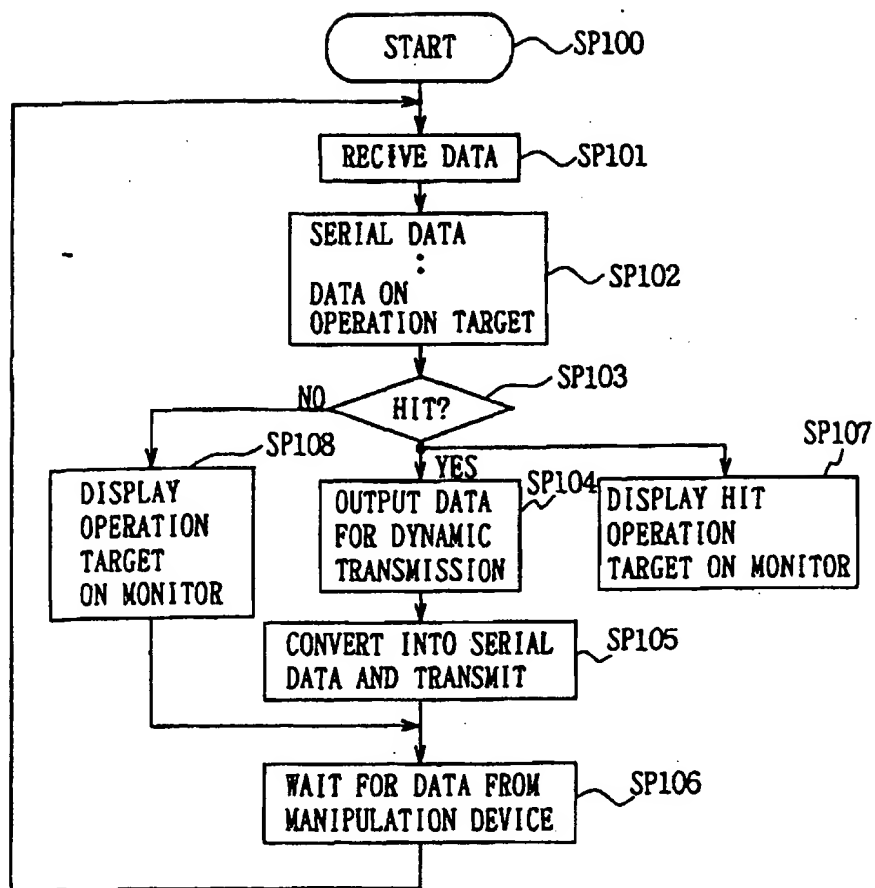 START
SP100
RECIVE DATA
SP101
SERIAL DATA
DATA ON
OPERATION TARGET
SP102
HIT?
SP103
NO
YES
SP108
DISPLAY
OPERATION
TARGET
ON MONITOR
SP104
OUTPUT DATA
FOR DYNAMIC
TRANSMISSION
SP107
DISPLAY HIT
OPERATION
TARGET ON MONITOR
CONVERT INTO SERIAL
DATA AND TRANSMIT
SP105
WAIT FOR DATA FROM
MANIPULATION DEVICE
SP106